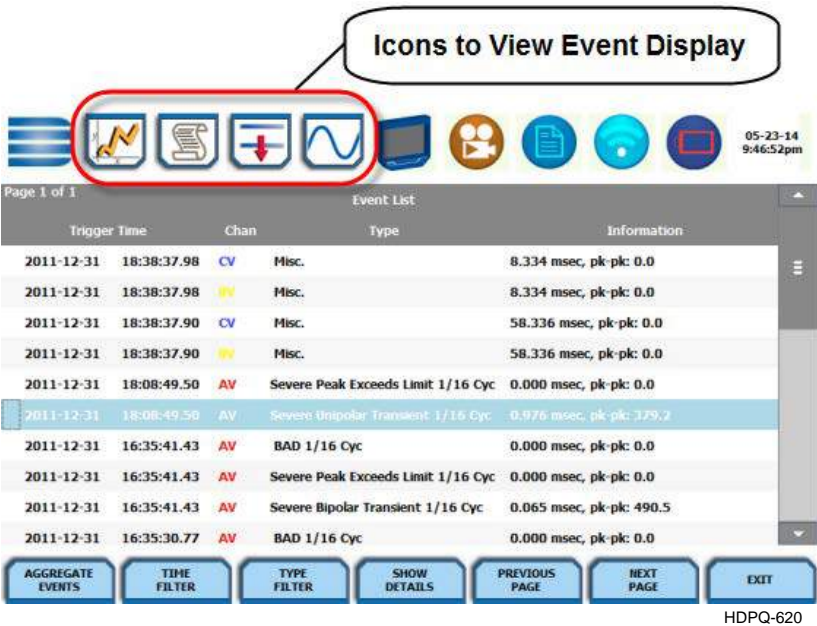 Icons to View Event Display
05-23-14
9:46:52pm
Page 1 of 1
Event List
Trigger Time Chan Type Information
2011-12-31 18:38:37.98 CV Misc. 8.334 msec, pk-pk: 0.0
2011-12-31 18:38:37.98 BV Misc. 8.334 msec, pk-pk: 0.0
2011-12-31 18:38:37.90 CV Misc. 58.336 msec, pk-pk: 0.0
2011-12-31 18:38:37.90 BV Misc. 58.336 msec, pk-pk: 0.0
2011-12-31 18:08:49.50 AV Severe Peak Exceeds Limit 1/16 Cyc 0.000 msec, pk-pk: 0.0
2011-12-31 18:08:49.50 AV Severe Unipolar Transient 1/16 Cyc 0.976 msec, pk-pk: 379.2
2011-12-31 16:35:41.43 AV BAD 1/16 Cyc 0.000 msec, pk-pk: 0.0
2011-12-31 16:35:41.43 AV Severe Peak Exceeds Limit 1/16 Cyc 0.000 msec, pk-pk: 0.0
2011-12-31 16:35:41.43 AV Severe Bipolar Transient 1/16 Cyc 0.065 msec, pk-pk: 490.5
2011-12-31 16:35:30.77 AV BAD 1/16 Cyc 0.000 msec, pk-pk: 0.0
AGGREGATE EVENTS
TIME FILTER
TYPE FILTER
SHOW DETAILS
PREVIOUS PAGE
NEXT PAGE
EXIT
HDPQ-620